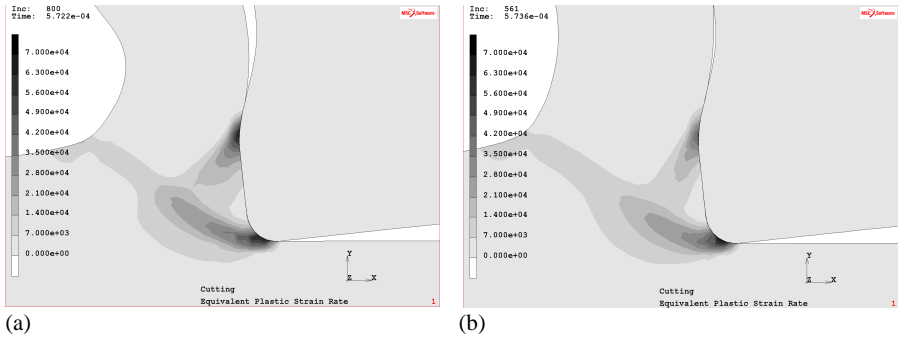 Inc: 800
Time: 5.722e-04
MSC Software
7.000e+04
6.300e+04
5.600e+04
4.900e+04
4.200e+04
3.500e+04
2.800e+04
2.100e+04
1.400e+04
7.000e+03
0.000e+00
Y
Z X
Cutting
Equivalent Plastic Strain Rate
1
(a)
Inc: 561
Time: 5.736e-04
MSC Software
7.000e+04
6.300e+04
5.600e+04
4.900e+04
4.200e+04
3.500e+04
2.800e+04
2.100e+04
1.400e+04
7.000e+03
0.000e+00
Y
Z X
Cutting
Equivalent Plastic Strain Rate
1
(b)